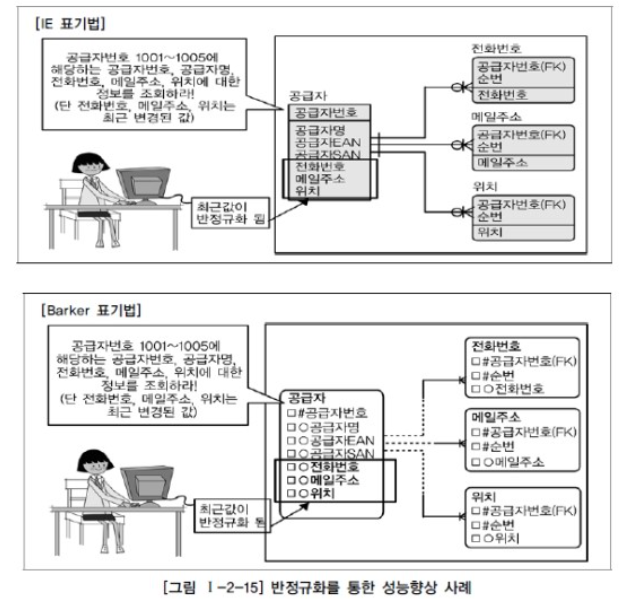 [IE 표기법]
공급자번호 1001~1005에
해당하는 공급자번호, 공급자명,
전화번호, 메일주소, 위치에 대한
정보를 조회하라!
(단 전화번호, 메일주소, 위치는
최근 변경된 값)
최근값이
반정규화 됨
공급자
공급자번호
공급자명
공급자EAN
공급자SAN
전화번호
메일주소
위치
전화번호
공급자번호(FK)
순번
전화번호
메일주소
공급자번호(FK)
순번
메일주소
위치
공급자번호(FK)
순번
위치
[Barker 표기법]
공급자번호 1001~1005에
해당하는 공급자번호, 공급자명,
전화번호, 메일주소, 위치에 대한
정보를 조회하라!
(단 전화번호, 메일주소, 위치는
최근 변경된 값)
최근값이
반정규화 됨
공급자
□ #공급자번호
□ ○공급자명
□ ○공급자EAN
□ ○공급자SAN
□ ○전화번호
□ ○메일주소
□ ○위치
전화번호
□ #공급자번호(FK)
□ #순번
□ ○전화번호
메일주소
□ #공급자번호(FK)
□ #순번
□ ○메일주소
위치
□ #공급자번호(FK)
□ #순번
□ ○위치
[그림 Ⅰ-2-15] 반정규화를 통한 성능향상 사례